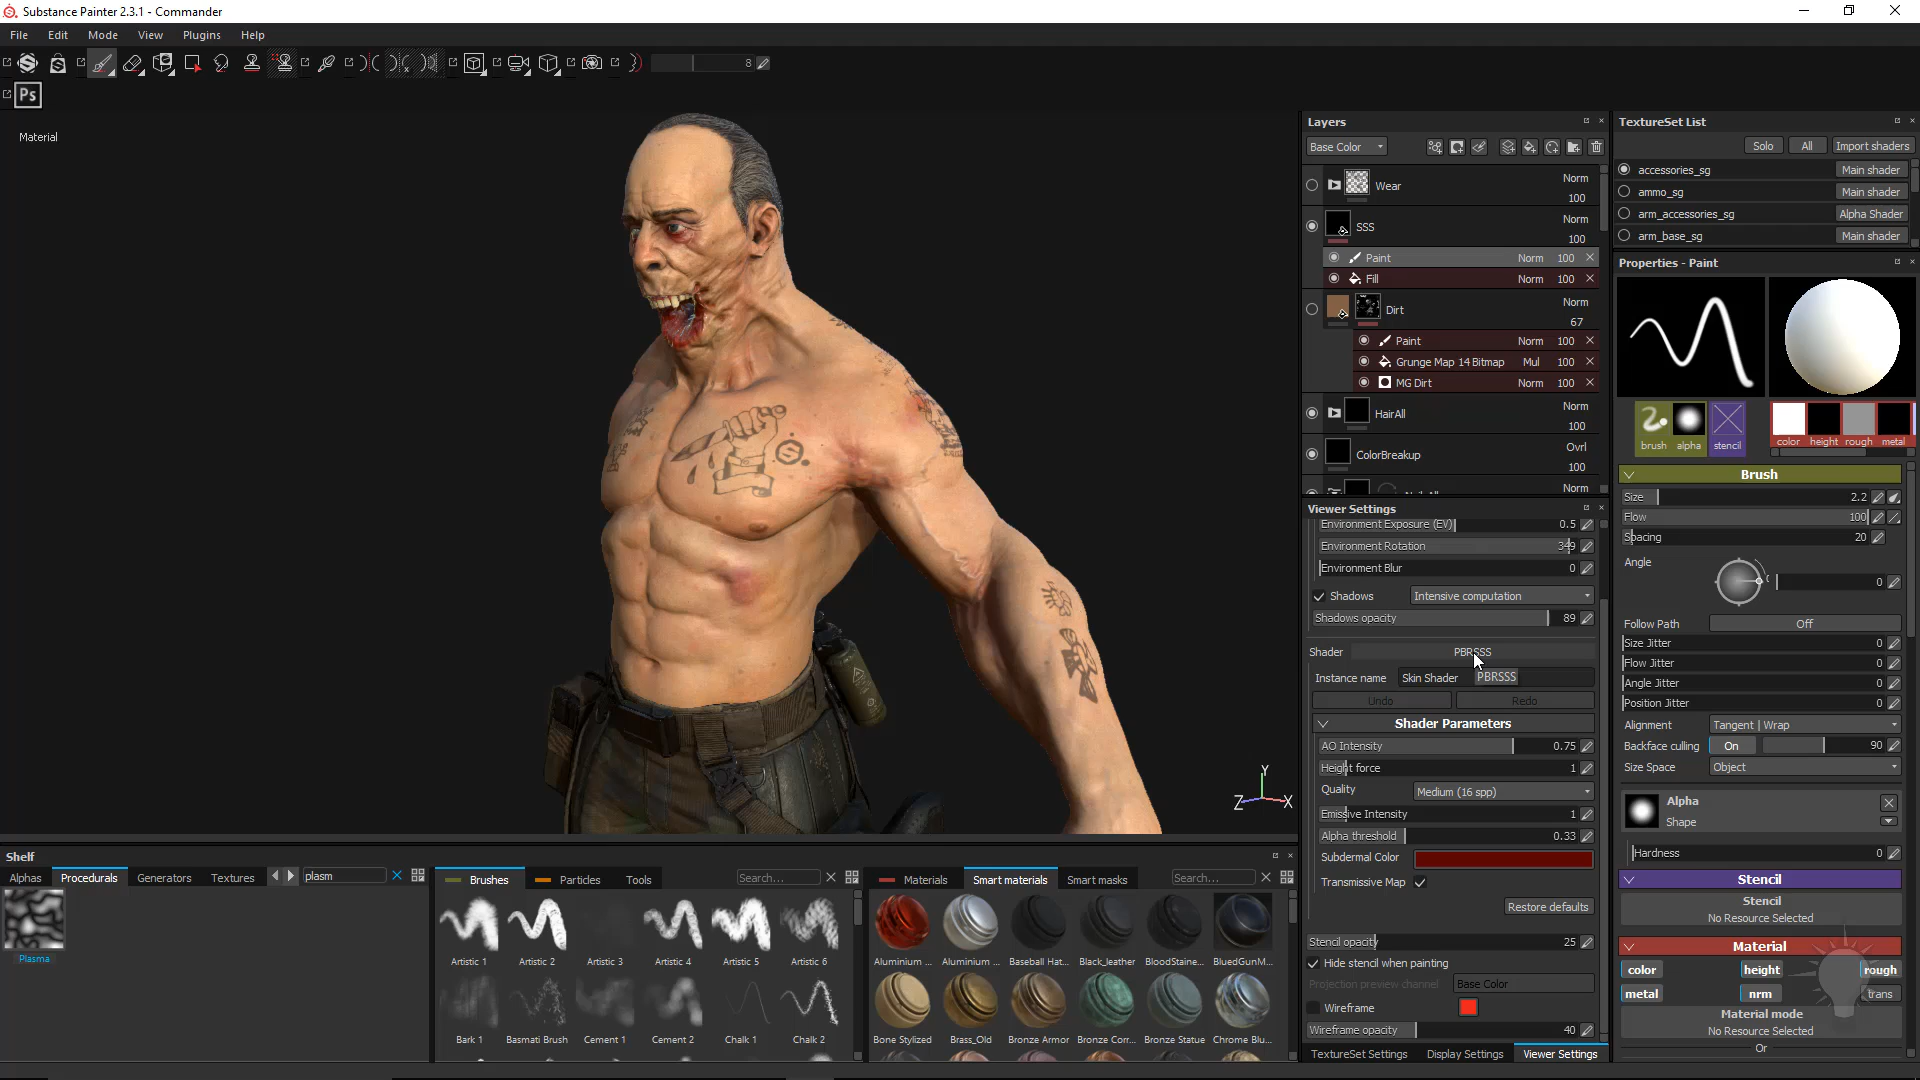 Substance Painter 2.3.1 - Commander
File Edit Mode View Plugins Help
8
Ps
Material
Layers
Base Color
Wear Norm 100
SSS Norm 100
Paint Norm 100
Fill Norm 100
Dirt Norm 67
Paint Norm 100
Grunge Map 14 Bitmap Mul 100
MG Dirt Norm 100
HairAll Norm 100
ColorBreakup Ovrl 100
Norm
Viewer Settings
Environment Exposure (EV) 0.5
Environment Rotation 349
Environment Blur 0
Shadows Intensive computation
Shadows opacity 89
Shader PBRSSS
Instance name Skin Shader PBRSSS
Undo Redo
Shader Parameters
AO Intensity 0.75
Height force 1
Quality Medium (16 spp)
Emissive Intensity 1
Alpha threshold 0.33
Subdermal Color
Transmissive Map
Restore defaults
Stencil opacity 25
Hide stencil when painting
Projection preview channel Base Color
Wireframe
Wireframe opacity 40
TextureSet Settings Display Settings Viewer Settings
TextureSet List
Solo All Import shaders
accessories_sg Main shader
ammo_sg Main shader
arm_accessories_sg Alpha Shader
arm_base_sg Main shader
Properties - Paint
brush alpha stencil color height rough metal
Brush
Size 2.2
Flow 100
Spacing 20
Angle 0
Follow Path Off
Size Jitter 0
Flow Jitter 0
Angle Jitter 0
Position Jitter 0
Alignment Tangent | Wrap
Backface culling On 90
Size Space Object
Alpha
Shape
Hardness 0
Stencil
Stencil
No Resource Selected
Material
color height rough
metal nrm trans
Material mode
No Resource Selected
Or
Y
Z X
Shelf
Alphas Procedurals Generators Textures plasm
Plasma
Brushes Particles Tools Search...
Artistic 1 Artistic 2 Artistic 3 Artistic 4 Artistic 5 Artistic 6
Bark 1 Basmati Brush Cement 1 Cement 2 Chalk 1 Chalk 2
Materials Smart materials Smart masks Search...
Aluminium ... Aluminium ... Baseball Hat... Black_leather BloodStaine... BluedGunM...
Bone Stylized Brass_Old Bronze Armor Bronze Corr... Bronze Statue Chrome Blu...